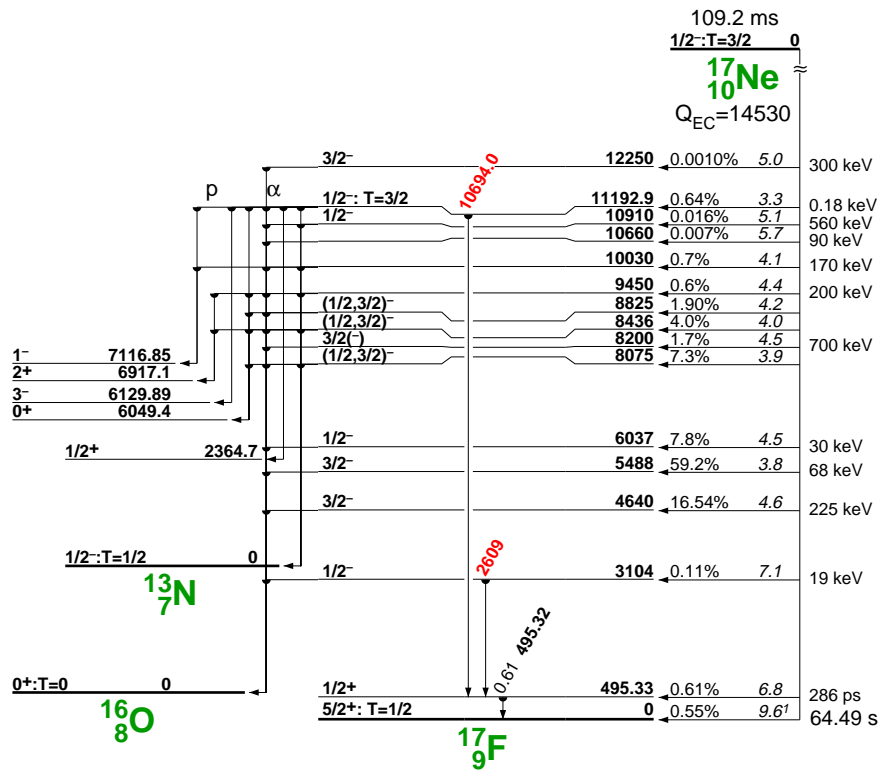 109.2 ms
1/2⁻:T=3/2 0
17
10 Ne
Q_EC=14530
3/2⁻ 12250 0.0010% 5.0 300 keV
p α
10694.0
1/2⁻: T=3/2 11192.9 0.64% 3.3 0.18 keV
1/2⁻ 10910 0.016% 5.1 560 keV
10660 0.007% 5.7 90 keV
10030 0.7% 4.1 170 keV
9450 0.6% 4.4 200 keV
(1/2,3/2)⁻ 8825 1.90% 4.2
(1/2,3/2)⁻ 8436 4.0% 4.0
3/2(⁻) 8200 1.7% 4.5 700 keV
(1/2,3/2)⁻ 8075 7.3% 3.9
1⁻ 7116.85
2+ 6917.1
3⁻ 6129.89
0+ 6049.4
1/2⁻ 6037 7.8% 4.5 30 keV
1/2+ 2364.7
3/2⁻ 5488 59.2% 3.8 68 keV
3/2⁻ 4640 16.54% 4.6 225 keV
1/2⁻:T=1/2 0
13
7 N
2609
1/2⁻ 3104 0.11% 7.1 19 keV
0.61 495.32
0+:T=0 0
16
8 O
1/2+ 495.33 0.61% 6.8 286 ps
5/2+: T=1/2 0 0.55% 9.6¹ 64.49 s
17
9 F